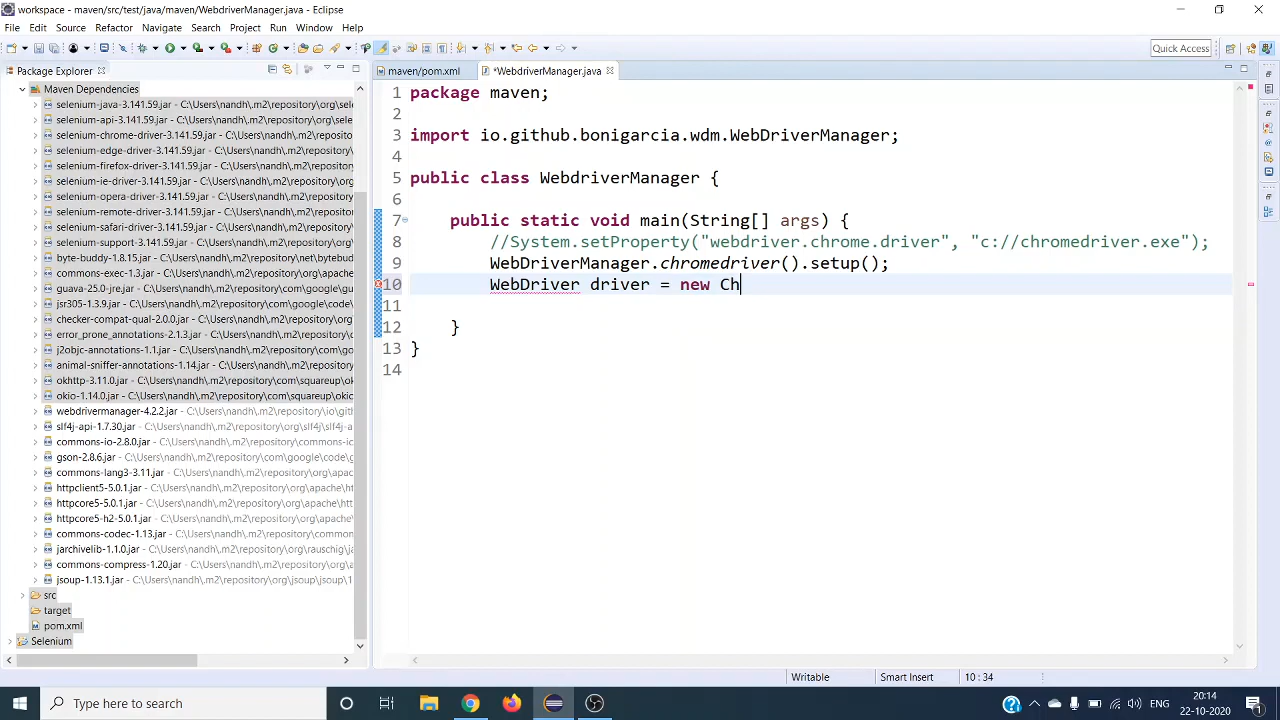 workspace - maven/src/test/java/maven/WebdriverManager.java - Eclipse
File Edit Source Refactor Navigate Search Project Run Window Help
Quick Access
Package Explorer
maven/pom.xml
*WebdriverManager.java
Maven Dependencies
selenium-java-3.141.59.jar - C:\Users\nandh\.m2\repository\org\sele
selenium-api-3.141.59.jar - C:\Users\nandh\.m2\repository\org\seler
selenium-chrome-driver-3.141.59.jar - C:\Users\nandh\.m2\reposito
selenium-edge-driver-3.141.59.jar - C:\Users\nandh\.m2\repository\
selenium-firefox-driver-3.141.59.jar - C:\Users\nandh\.m2\repositor
selenium-ie-driver-3.141.59.jar - C:\Users\nandh\.m2\repository\org
selenium-opera-driver-3.141.59.jar - C:\Users\nandh\.m2\repository
selenium-remote-driver-3.141.59.jar - C:\Users\nandh\.m2\reposito
selenium-safari-driver-3.141.59.jar - C:\Users\nandh\.m2\repository
selenium-support-3.141.59.jar - C:\Users\nandh\.m2\repository\org
byte-buddy-1.8.15.jar - C:\Users\nandh\.m2\repository\net\bytebud
commons-exec-1.3.jar - C:\Users\nandh\.m2\repository\org\apache
guava-25.0-jre.jar - C:\Users\nandh\.m2\repository\com\google\gu
jsr305-1.3.9.jar - C:\Users\nandh\.m2\repository\com\google\code\
checker-compat-qual-2.0.0.jar - C:\Users\nandh\.m2\repository\org
error_prone_annotations-2.1.3.jar - C:\Users\nandh\.m2\repository\
j2objc-annotations-1.1.jar - C:\Users\nandh\.m2\repository\com\go
animal-sniffer-annotations-1.14.jar - C:\Users\nandh\.m2\repository
okhttp-3.11.0.jar - C:\Users\nandh\.m2\repository\com\squareup\ok
okio-1.14.0.jar - C:\Users\nandh\.m2\repository\com\squareup\okio
webdrivermanager-4.2.2.jar - C:\Users\nandh\.m2\repository\io\gith
slf4j-api-1.7.30.jar - C:\Users\nandh\.m2\repository\org\slf4j\slf4j
commons-io-2.8.0.jar - C:\Users\nandh\.m2\repository\commons-ic
gson-2.8.6.jar - C:\Users\nandh\.m2\repository\com\google\code\g
commons-lang3-3.11.jar - C:\Users\nandh\.m2\repository\org\apac
httpclient5-5.0.1.jar - C:\Users\nandh\.m2\repository\org\apache\ht
httpcore5-5.0.1.jar - C:\Users\nandh\.m2\repository\org\apache\htt
httpcore5-h2-5.0.1.jar - C:\Users\nandh\.m2\repository\org\apache\
commons-codec-1.13.jar - C:\Users\nandh\.m2\repository\commor
jarchivelib-1.1.0.jar - C:\Users\nandh\.m2\repository\org\rauschig\ja
commons-compress-1.20.jar - C:\Users\nandh\.m2\repository\org\a
jsoup-1.13.1.jar - C:\Users\nandh\.m2\repository\org\jsoup\jsoup\1
src
target
pom.xml
Selenium
1 package maven;
2
3 import io.github.bonigarcia.wdm.WebDriverManager;
4
5 public class WebdriverManager {
6
7 public static void main(String[] args) {
8 //System.setProperty("webdriver.chrome.driver", "c://chromedriver.exe");
9 WebDriverManager.chromedriver().setup();
10 WebDriver driver = new Ch
11
12 }
13 }
14
Writable Smart Insert 10 : 34
Type here to search
20:14
22-10-2020
1